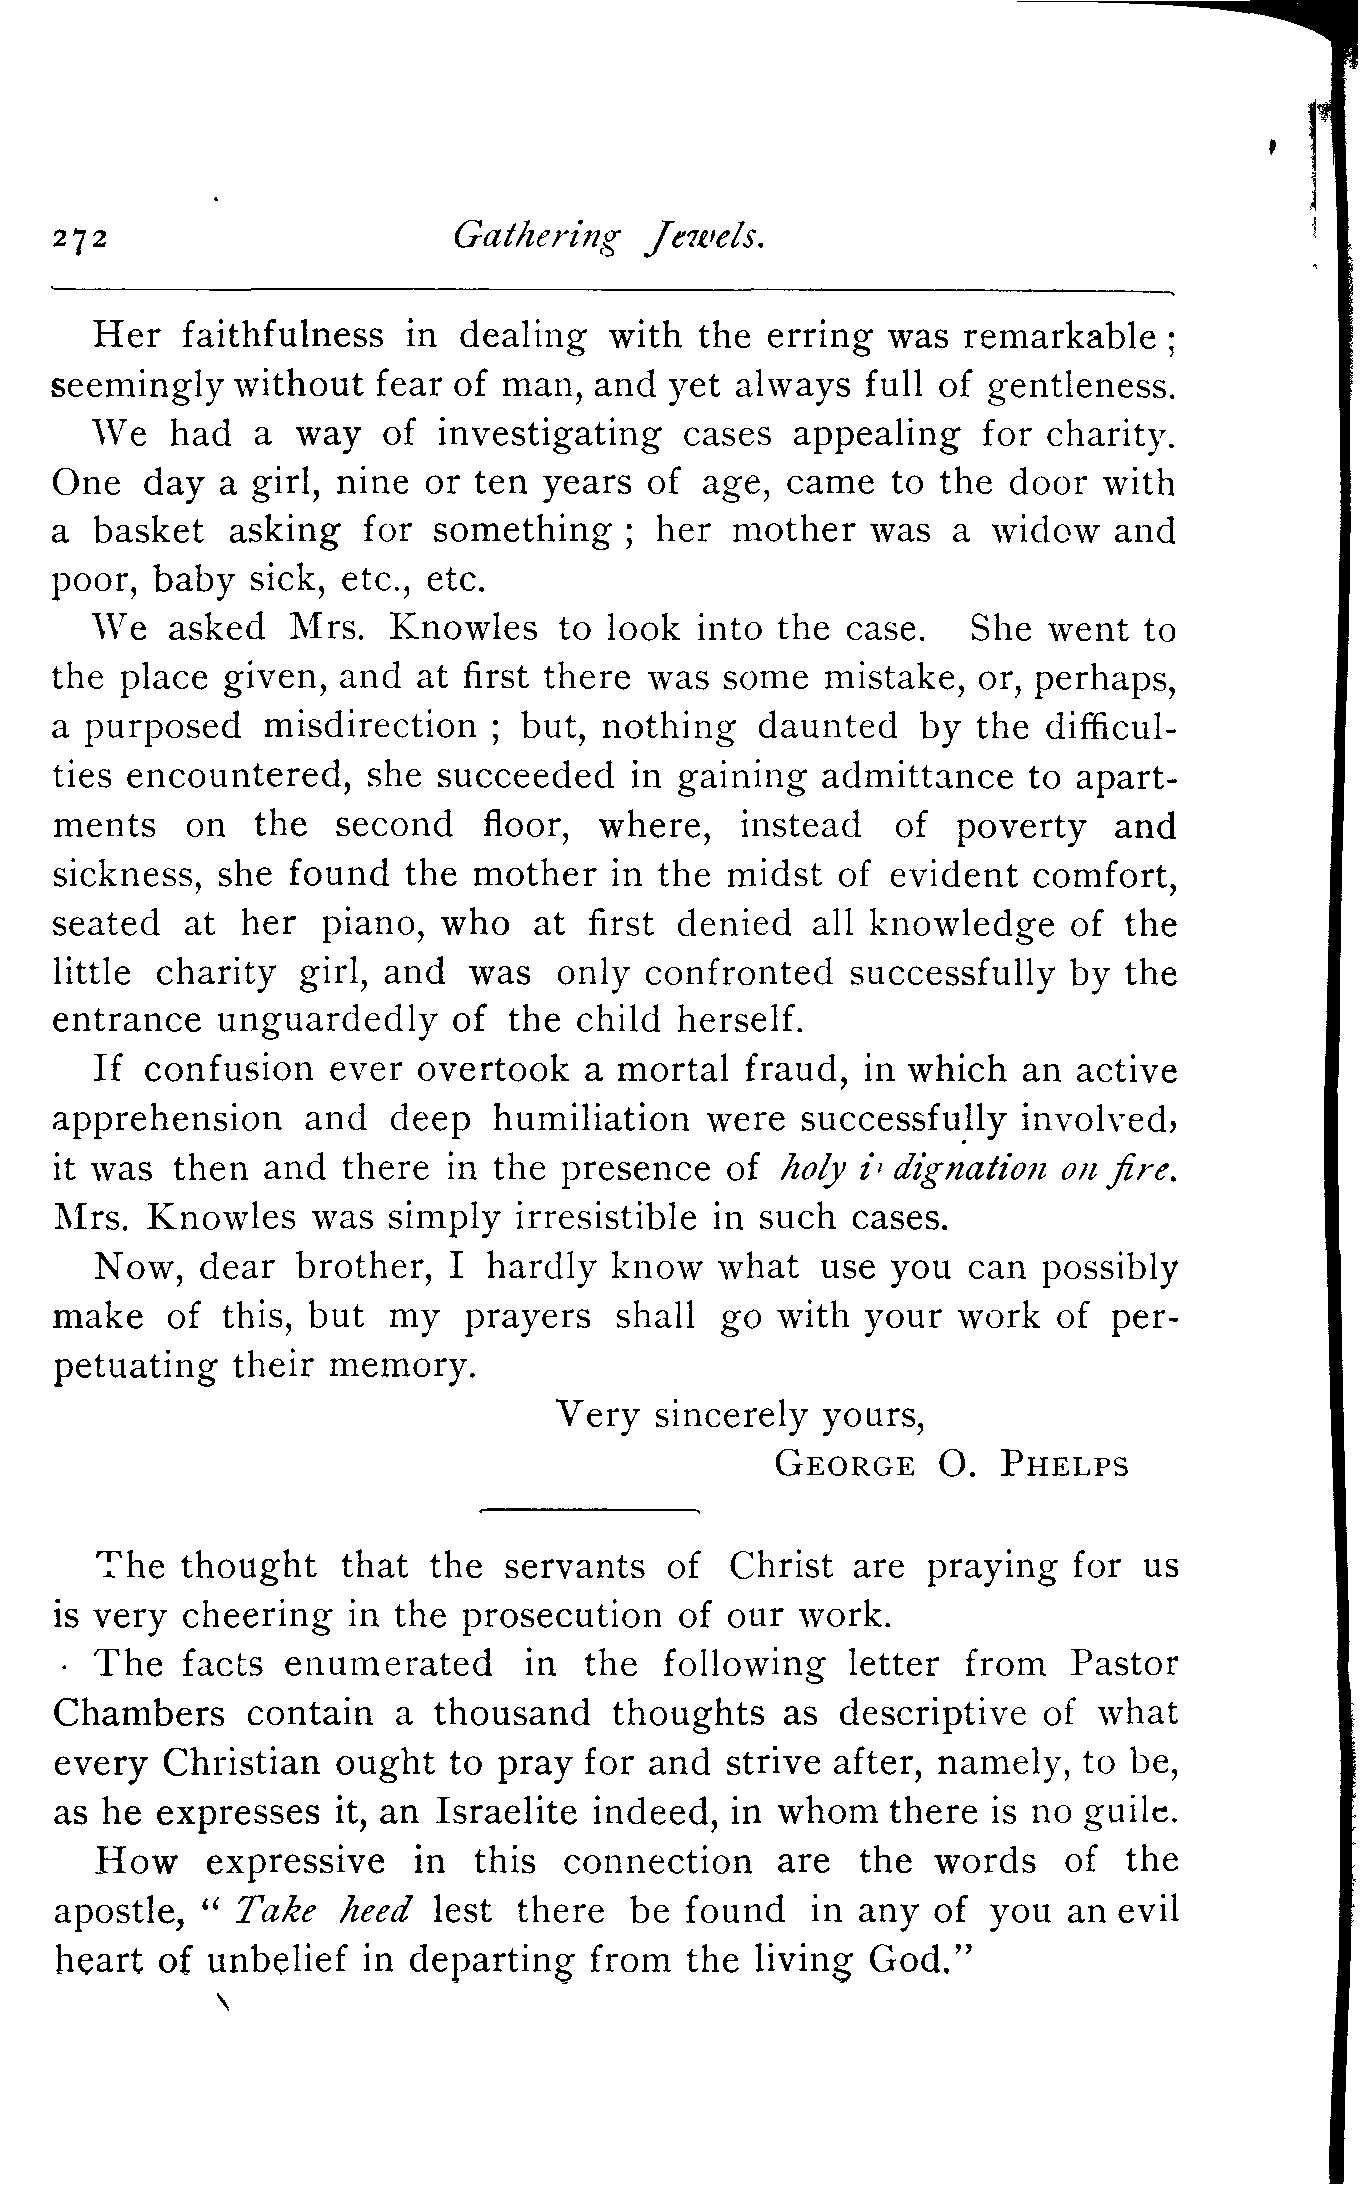 272 Gathering Jewels.
Her faithfulness in dealing with the erring was remarkable ;
seemingly without fear of man, and yet always full of gentleness.
We had a way of investigating cases appealing for charity.
One day a girl, nine or ten years of age, came to the door with
a basket asking for something ; her mother was a widow and
poor, baby sick, etc., etc.
We asked Mrs. Knowles to look into the case. She went to
the place given, and at first there was some mistake, or, perhaps,
a purposed misdirection ; but, nothing daunted by the difficul-
ties encountered, she succeeded in gaining admittance to apart-
ments on the second floor, where, instead of poverty and
sickness, she found the mother in the midst of evident comfort,
seated at her piano, who at first denied all knowledge of the
little charity girl, and was only confronted successfully by the
entrance unguardedly of the child herself.
If confusion ever overtook a mortal fraud, in which an active
apprehension and deep humiliation were successfully involved,
it was then and there in the presence of holy indignation on fire.
Mrs. Knowles was simply irresistible in such cases.
Now, dear brother, I hardly know what use you can possibly
make of this, but my prayers shall go with your work of per-
petuating their memory.
Very sincerely yours,
GEORGE O. PHELPS
The thought that the servants of Christ are praying for us
is very cheering in the prosecution of our work.
The facts enumerated in the following letter from Pastor
Chambers contain a thousand thoughts as descriptive of what
every Christian ought to pray for and strive after, namely, to be,
as he expresses it, an Israelite indeed, in whom there is no guile.
How expressive in this connection are the words of the
apostle, “ Take heed lest there be found in any of you an evil
heart of unbelief in departing from the living God.”